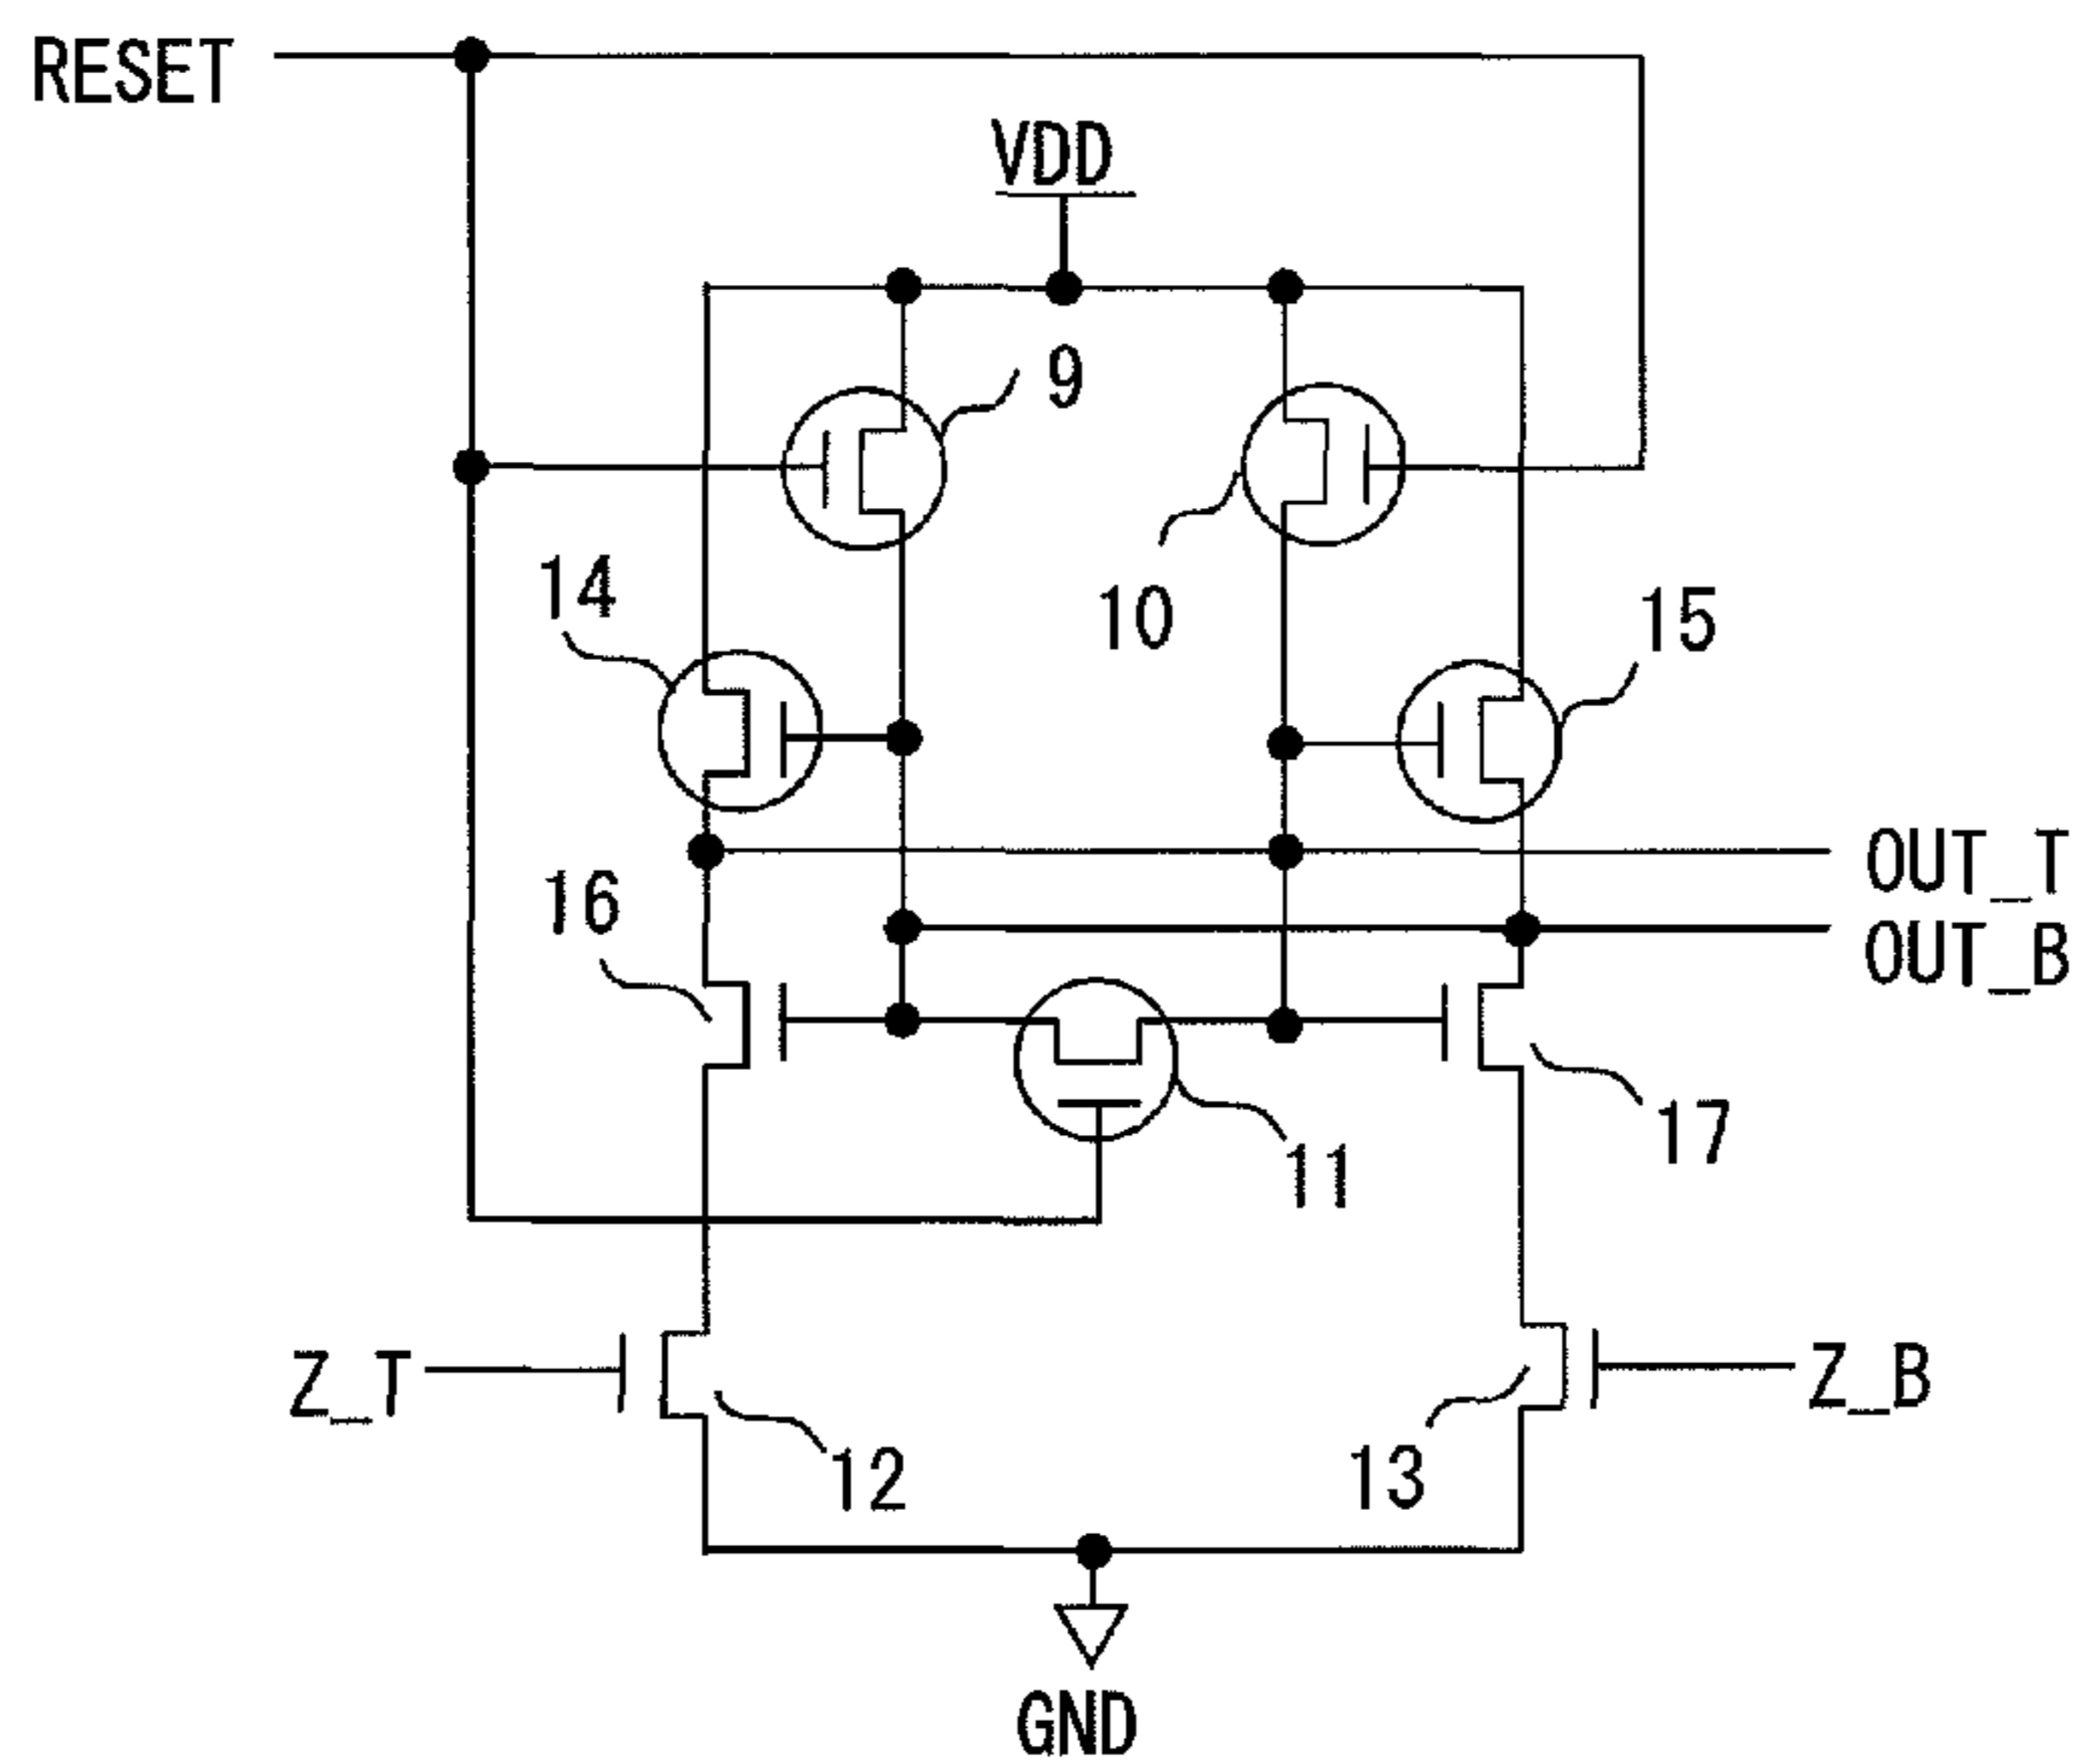 RESET
VDD
9
14
10
15
OUT_T
16
OUT_B
17
11
Z_T
Z_B
12
13
GND